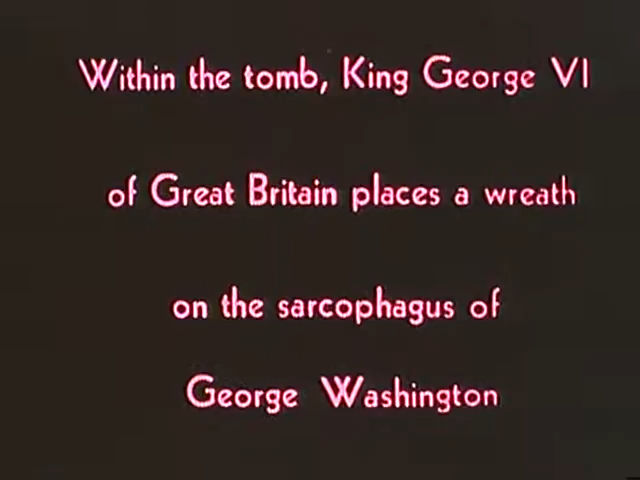 Within the tomb, King George VI
of Great Britain places a wreath
on the sarcophagus of
George Washington